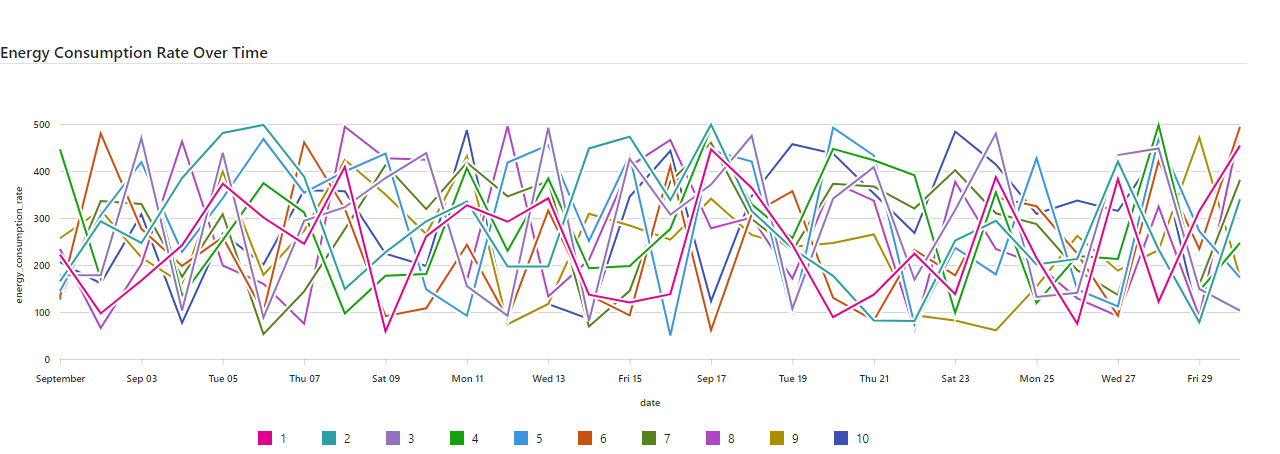 Energy Consumption Rate Over Time
energy_consumption_rate
500
400
300
200
100
0
September Sep 03 Tue 05 Thu 07 Sat 09 Mon 11 Wed 13 Fri 15 Sep 17 Tue 19 Thu 21 Sat 23 Mon 25 Wed 27 Fri 29
date
1 2 3 4 5 6 7 8 9 10